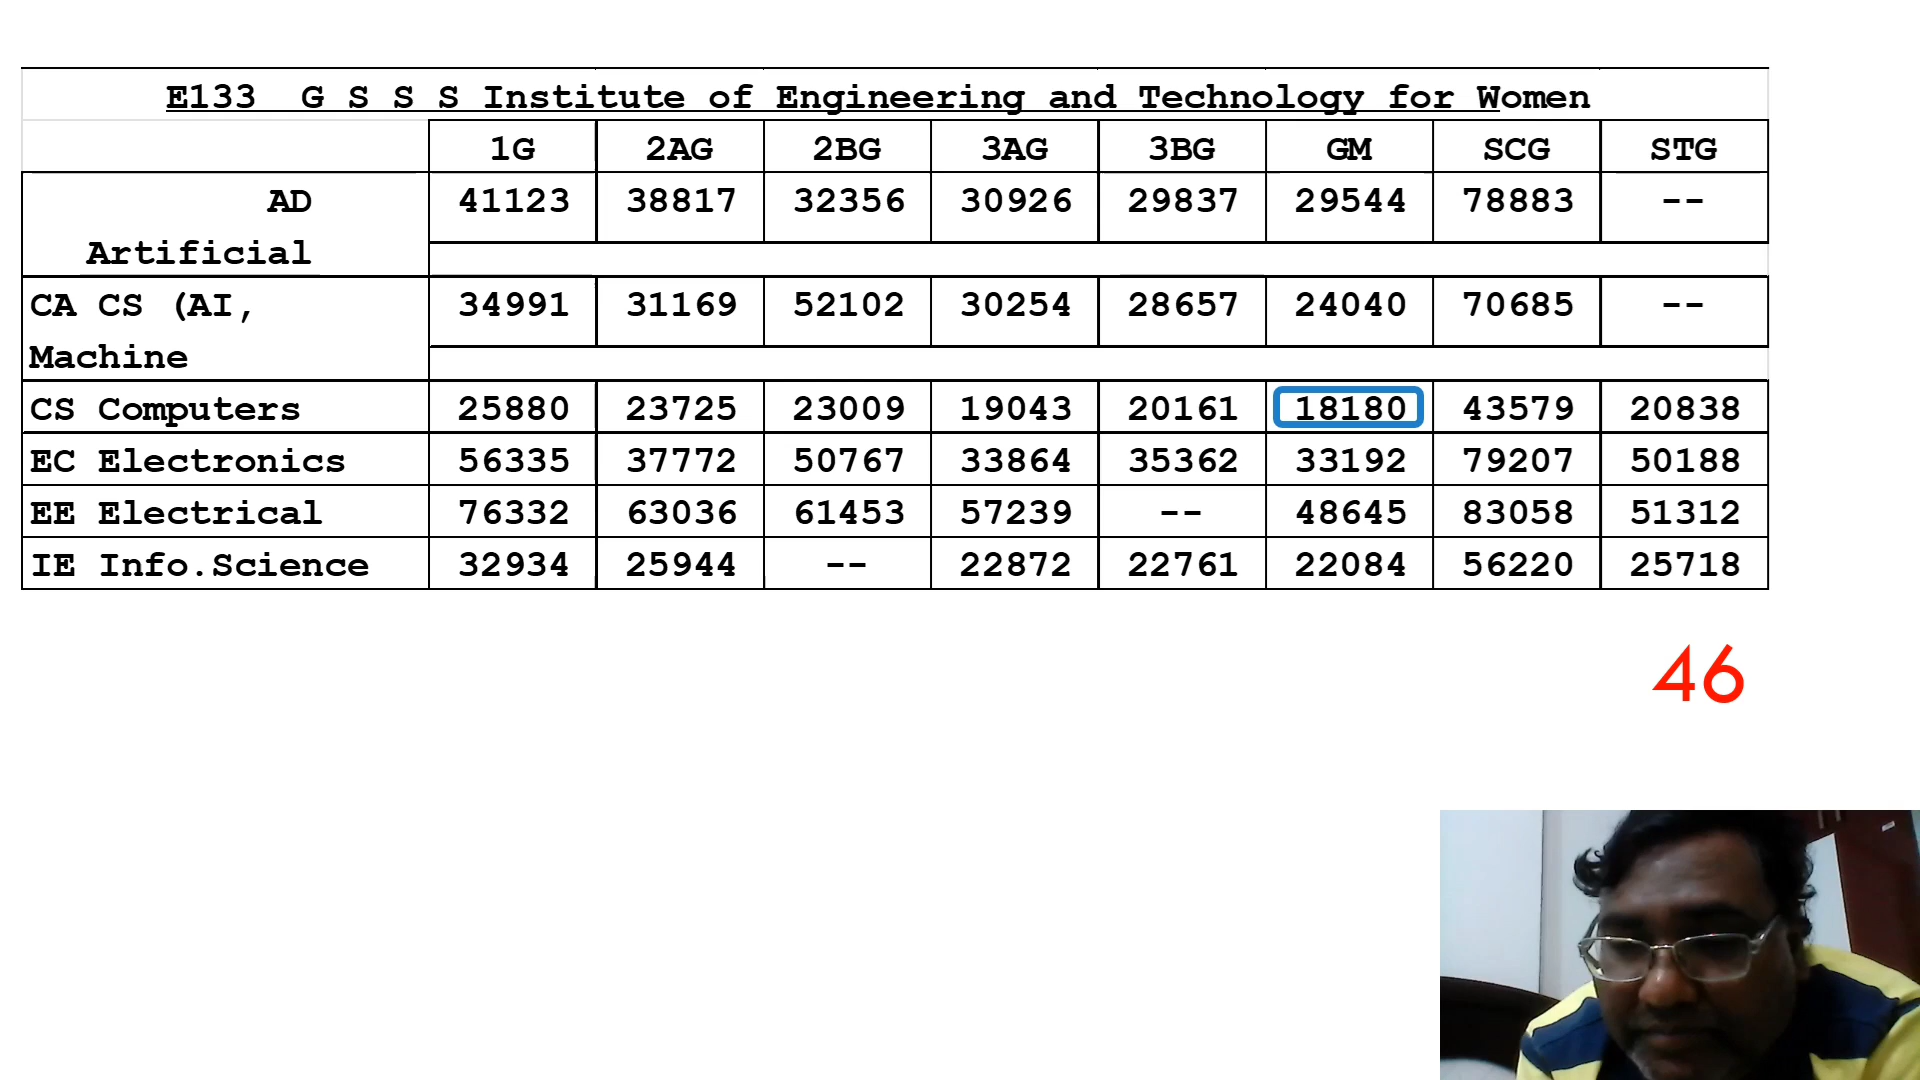 E133 G S S S Institute of Engineering and Technology for Women
1G 2AG 2BG 3AG 3BG GM SCG STG
AD 41123 38817 32356 30926 29837 29544 78883 --
Artificial
CA CS (AI, 34991 31169 52102 30254 28657 24040 70685 --
Machine
CS Computers 25880 23725 23009 19043 20161 18180 43579 20838
EC Electronics 56335 37772 50767 33864 35362 33192 79207 50188
EE Electrical 76332 63036 61453 57239 -- 48645 83058 51312
IE Info.Science 32934 25944 -- 22872 22761 22084 56220 25718
46